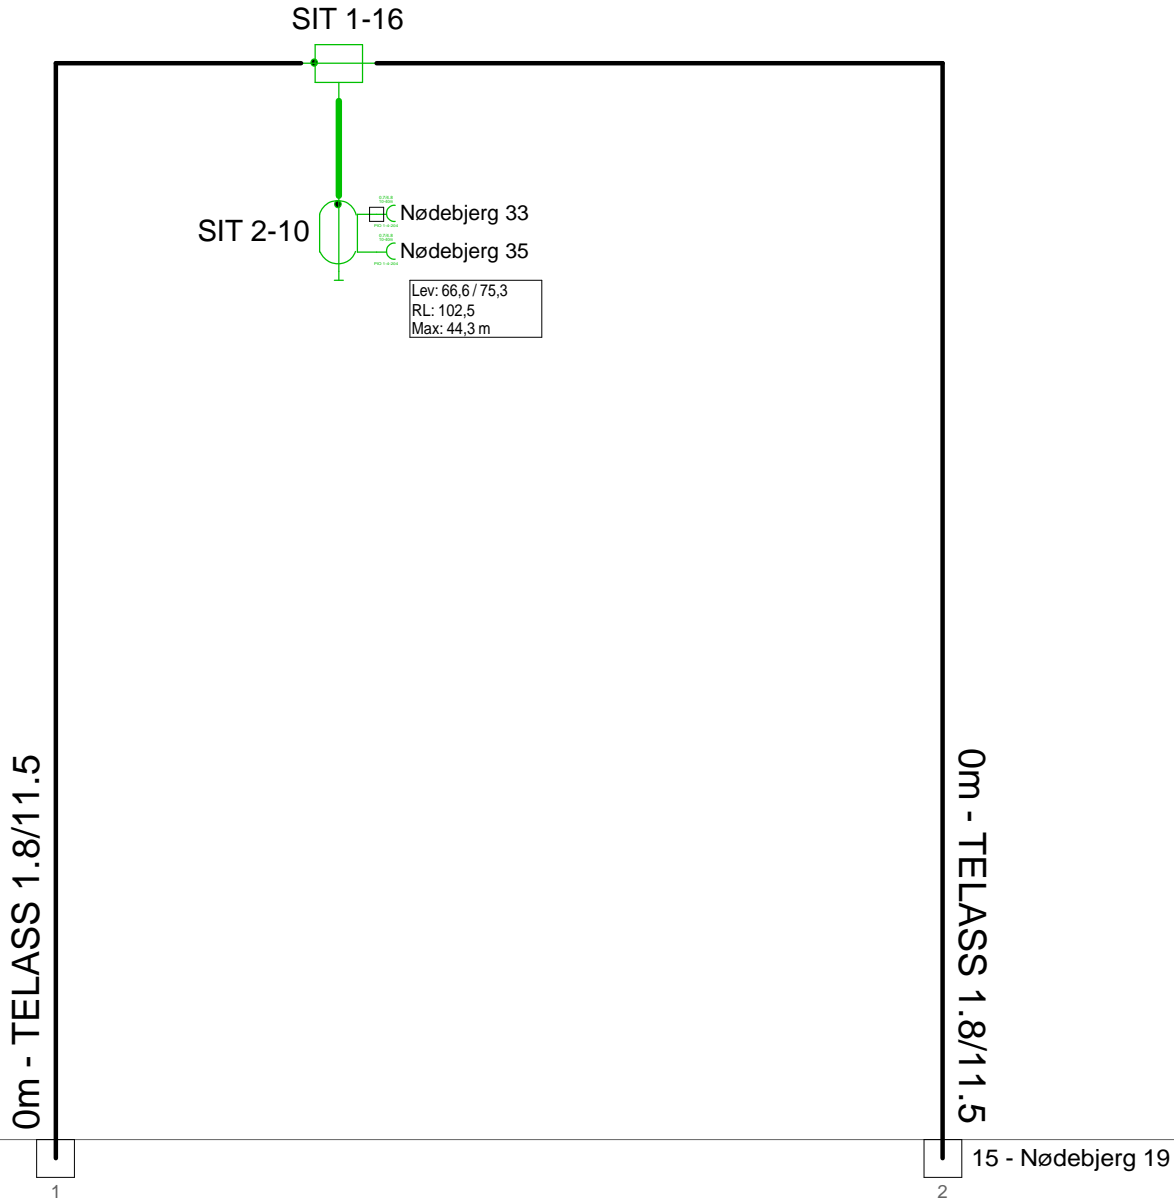 SIT 1-16
SIT 2-10
Nødebjerg 33
Nødebjerg 35
Lev: 66,6 / 75,3
RL: 102,5
Max: 44,3 m
0m - TELASS 1.8/11.5
0m - TELASS 1.8/11.5
15 - Nødebjerg 19
1
2